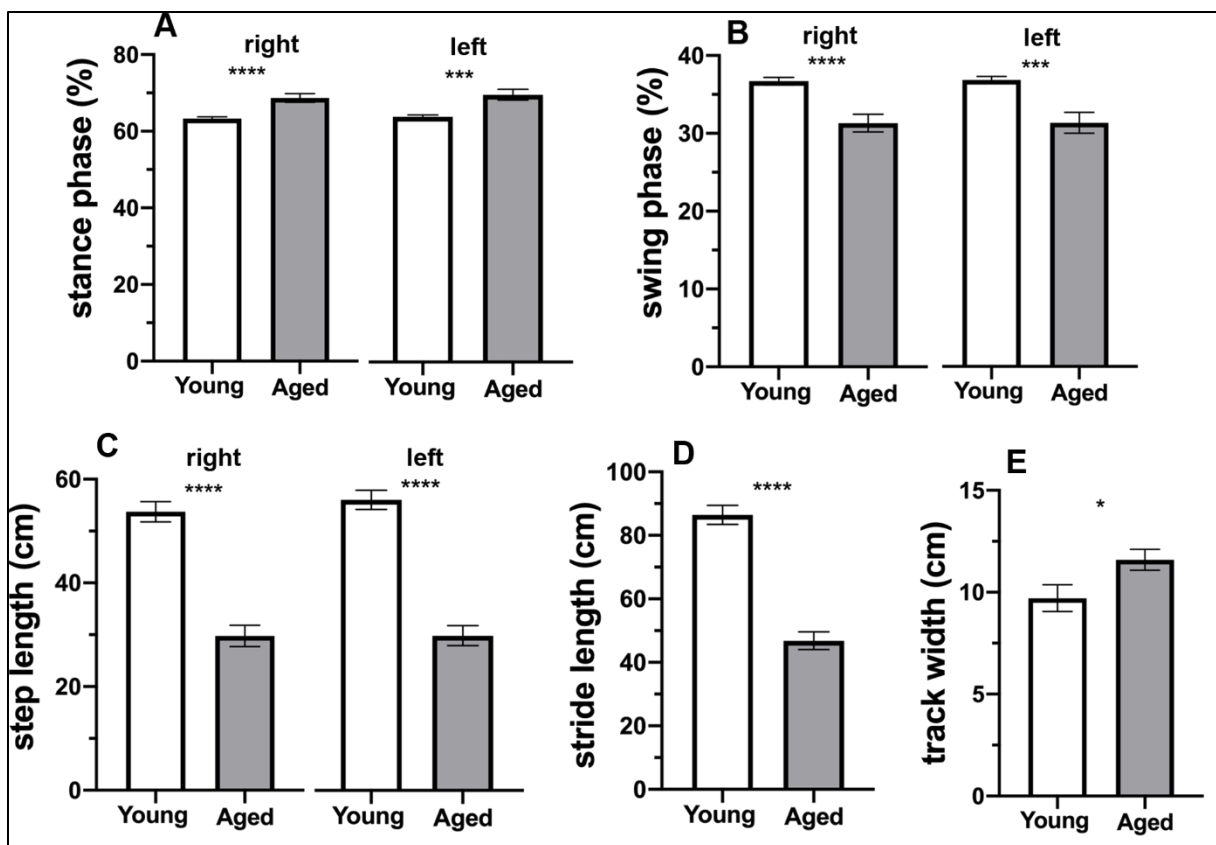 A
right
left
****
***
stance phase (%)
80
60
40
20
0
Young
Aged
Young
Aged
B
right
left
****
***
swing phase (%)
40
30
20
10
0
Young
Aged
Young
Aged
C
right
left
****
****
step length (cm)
60
40
20
0
Young
Aged
Young
Aged
D
****
stride length (cm)
100
80
60
40
20
0
Young
Aged
E
*
track width (cm)
15
10
5
0
Young
Aged